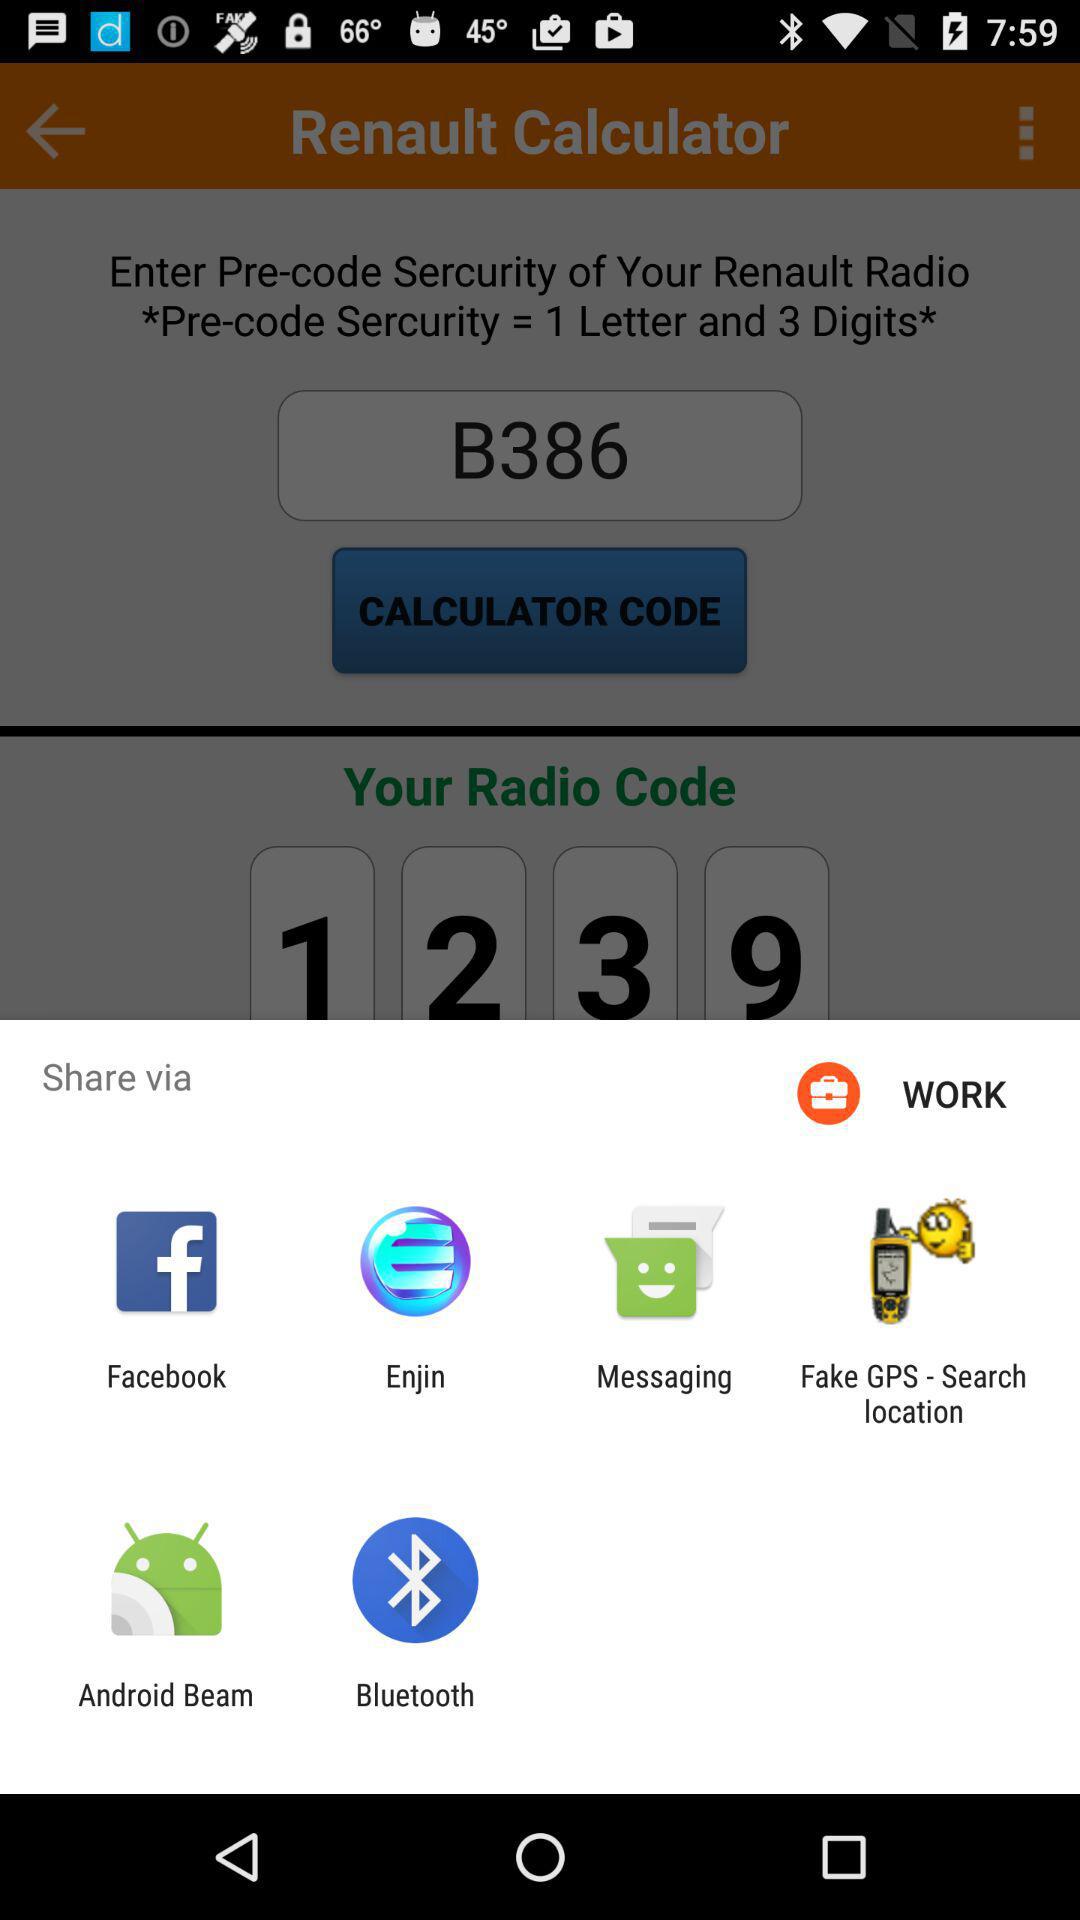 FAKE 66° 45° 7:59
Renault Calculator
Enter Pre-code Sercurity of Your Renault Radio
*Pre-code Sercurity = 1 Letter and 3 Digits*
B386
CALCULATOR CODE
Your Radio Code
1 2 3 9
Share via
WORK
Facebook
Enjin
Messaging
Fake GPS - Search
location
Android Beam
Bluetooth